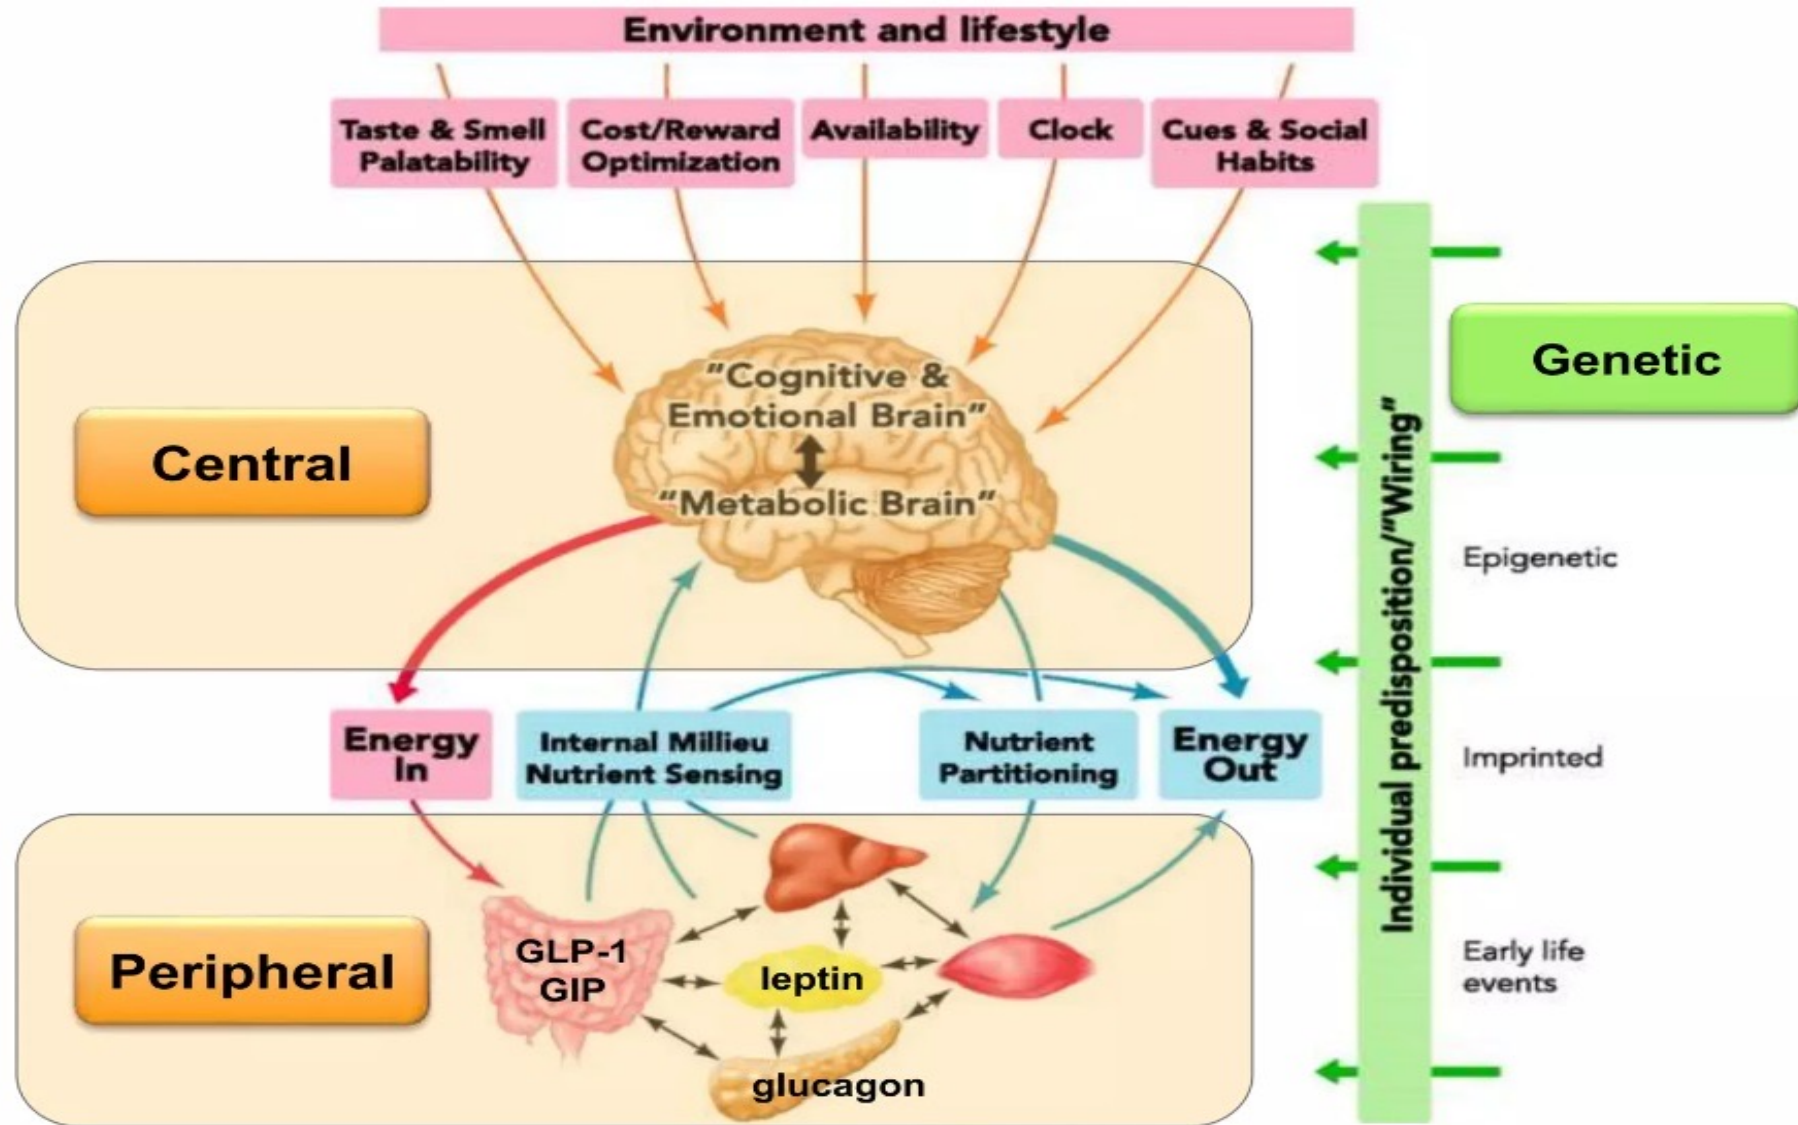 Environment and lifestyle
Taste & Smell
Palatability
Cost/Reward
Optimization
Availability
Clock
Cues & Social
Habits
"Cognitive &
Emotional Brain"
"Metabolic Brain"
Central
Energy
In
Internal Millieu
Nutrient Sensing
Nutrient
Partitioning
Energy
Out
Peripheral
GLP-1
GIP
leptin
glucagon
Individual predisposition/"Wiring"
Genetic
Epigenetic
Imprinted
Early life
events